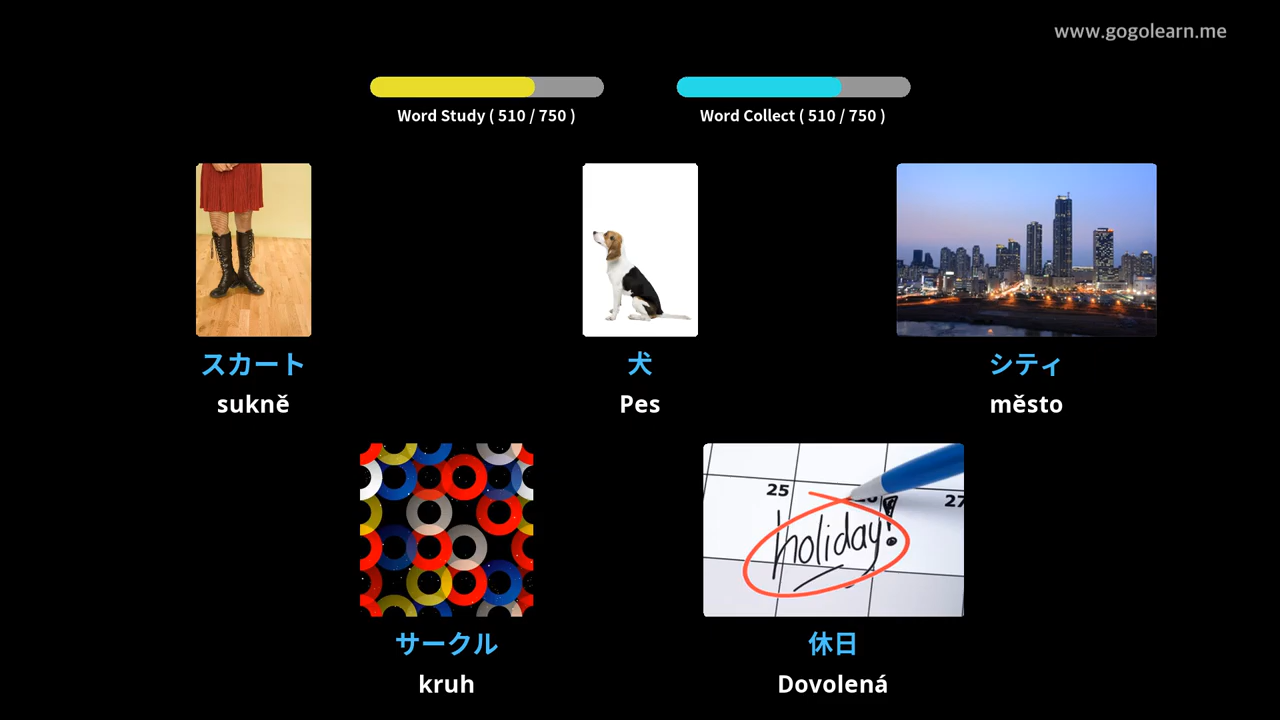 www.gogolearn.me
Word Study ( 510 / 750 )
Word Collect ( 510 / 750 )
スカート
犬
シティ
sukně
Pes
město
25
27
holiday!
サークル
休日
kruh
Dovolená